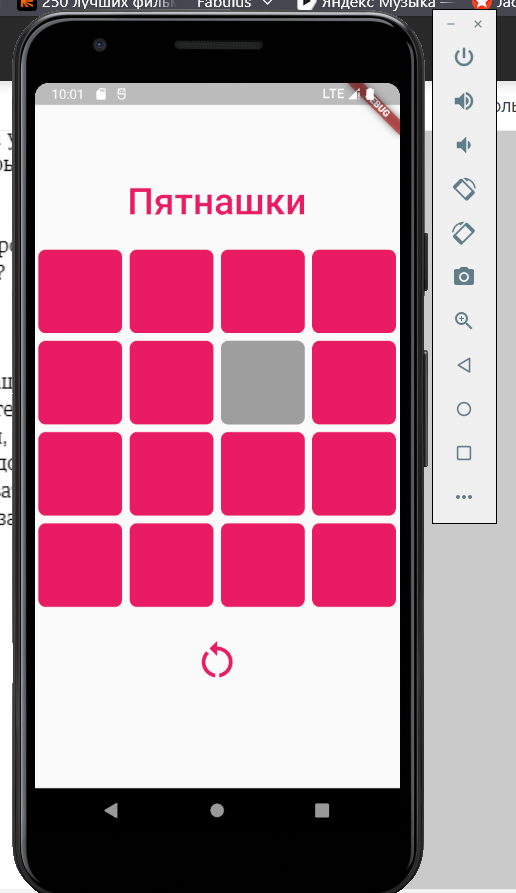 250 лучших филь
Fabulus
Яндекс Музыка —
10:01
LTE
DEBUG
Пятнашки